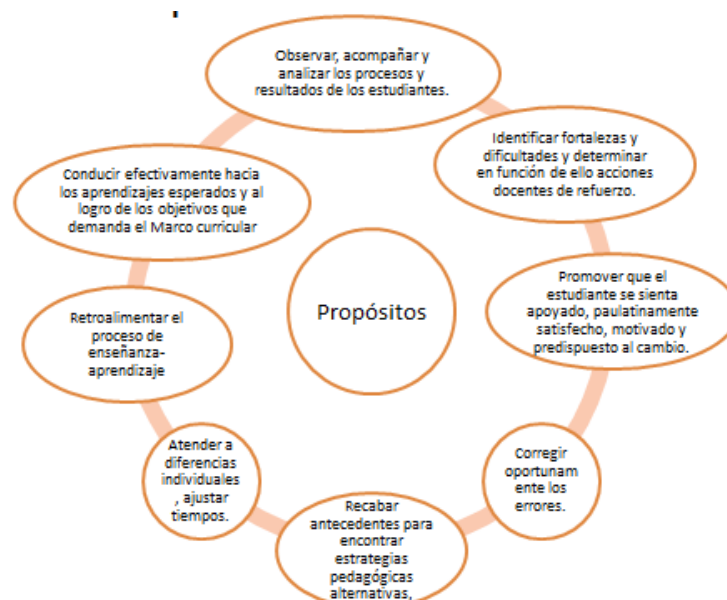 Observar, acompañar y
analizar los procesos y
resultados de los estudiantes.
Identificar fortalezas y
dificultades y determinar
en función de ello acciones
docentes de refuerzo.
Promover que el
estudiante se sienta
apoyado, paulatinamente
satisfecho, motivado y
predispuesto al cambio.
Corregir
oportunam
ente los
errores.
Recabar
antecedentes para
encontrar
estrategias
pedagógicas
alternativas,
Atender a
diferencias
individuales
, ajustar
tiempos.
Retroalimentar el
proceso de
enseñanza-
aprendizaje
Conducir efectivamente hacia
los aprendizajes esperados y al
logro de los objetivos que
demanda el Marco curricular
Propósitos